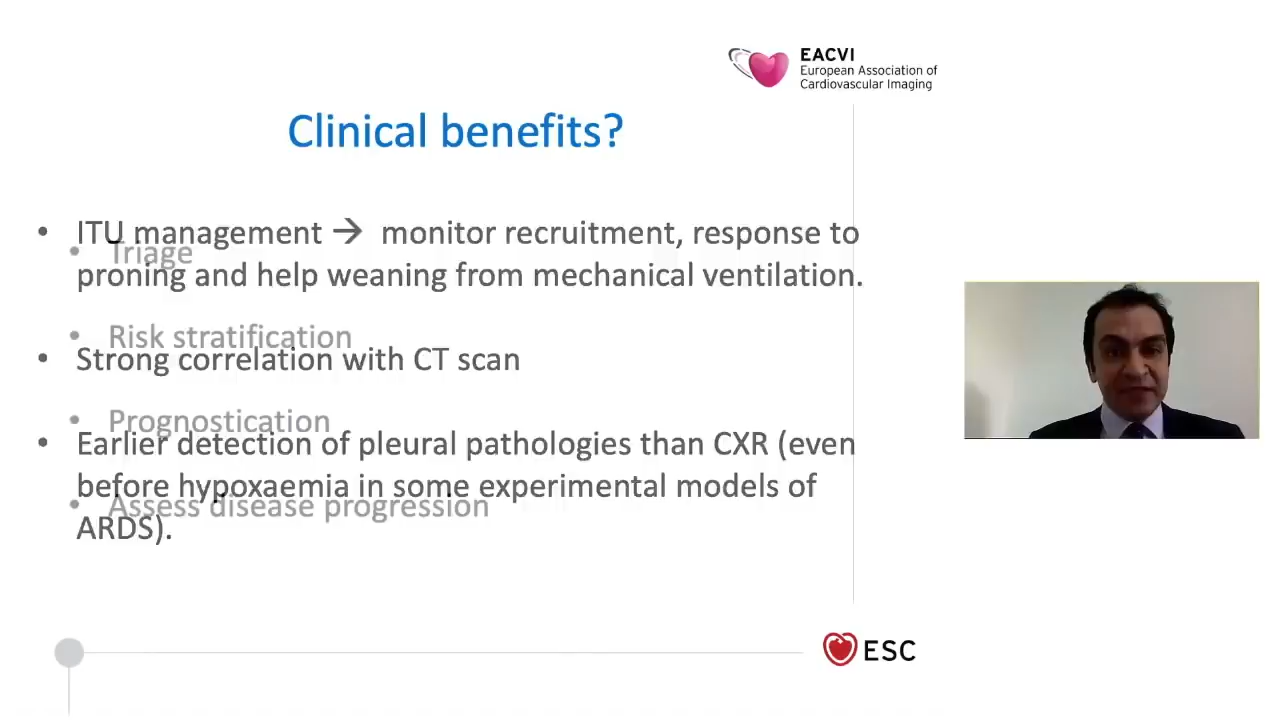 EACVI
European Association of
Cardiovascular Imaging
Clinical benefits?
• ITU management → monitor recruitment, response to
proning and help weaning from mechanical ventilation.
• Strong correlation with CT scan
• Earlier detection of pleural pathologies than CXR (even
before hypoxaemia in some experimental models of
ARDS).
• Triage
• Risk stratification
• Prognostication
• Assess disease progression
ESC